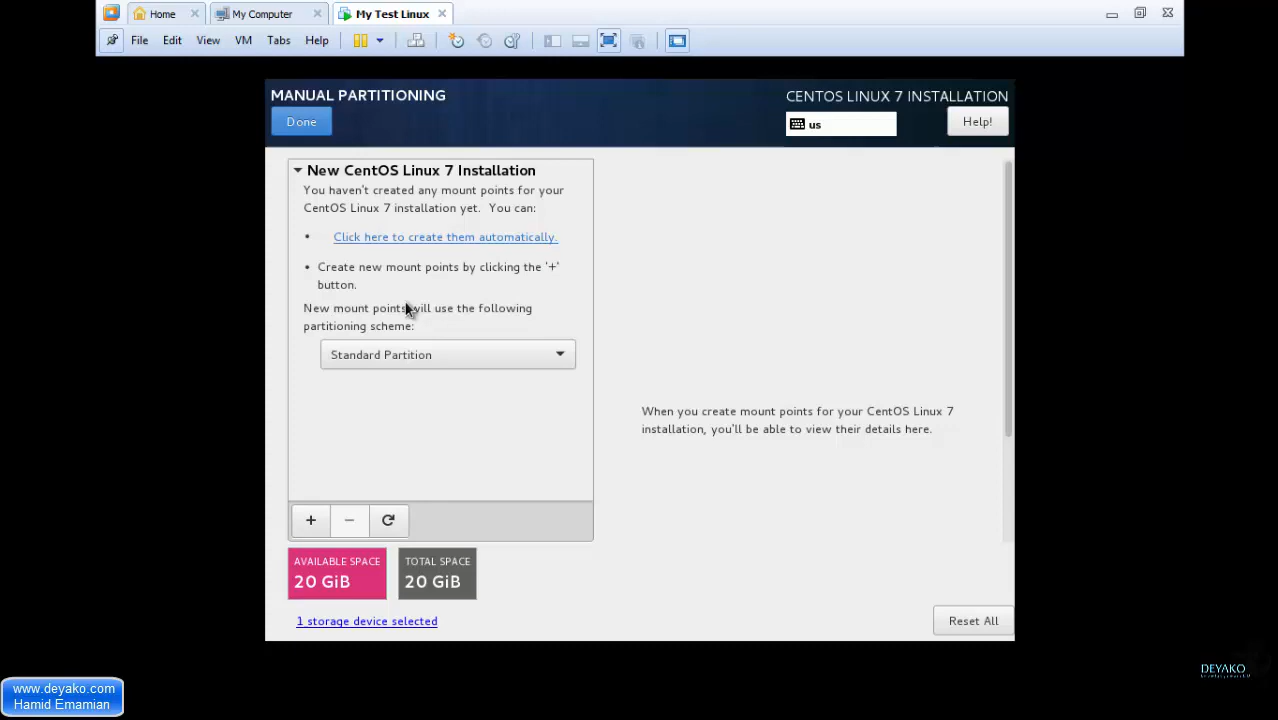 Home
My Computer
My Test Linux
File Edit View VM Tabs Help
MANUAL PARTITIONING
CENTOS LINUX 7 INSTALLATION
Done
us
Help!
New CentOS Linux 7 Installation
You haven't created any mount points for your
CentOS Linux 7 installation yet. You can:
• Click here to create them automatically.
• Create new mount points by clicking the '+'
button.
New mount points will use the following
partitioning scheme:
Standard Partition
When you create mount points for your CentOS Linux 7
installation, you'll be able to view their details here.
AVAILABLE SPACE
20 GiB
TOTAL SPACE
20 GiB
1 storage device selected
Reset All
www.deyako.com
Hamid Emamian
DEYAKO